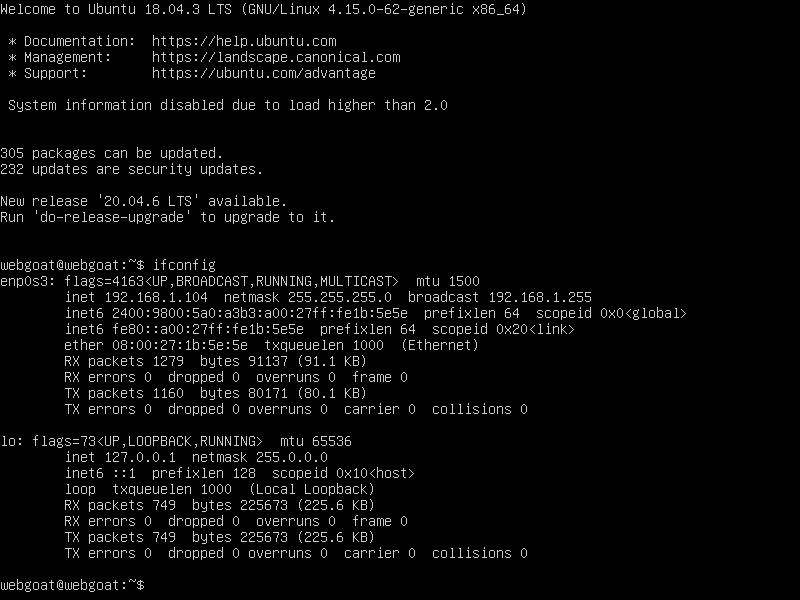 Welcome to Ubuntu 18.04.3 LTS (GNU/Linux 4.15.0-62-generic x86_64)

 * Documentation:  https://help.ubuntu.com
 * Management:     https://landscape.canonical.com
 * Support:        https://ubuntu.com/advantage

 System information disabled due to load higher than 2.0


305 packages can be updated.
232 updates are security updates.

New release '20.04.6 LTS' available.
Run 'do-release-upgrade' to upgrade to it.


webgoat@webgoat:~$ ifconfig
enp0s3: flags=4163<UP,BROADCAST,RUNNING,MULTICAST>  mtu 1500
        inet 192.168.1.104  netmask 255.255.255.0  broadcast 192.168.1.255
        inet6 2400:9800:5a0:a3b3:a00:27ff:fe1b:5e5e  prefixlen 64  scopeid 0x0<global>
        inet6 fe80::a00:27ff:fe1b:5e5e  prefixlen 64  scopeid 0x20<link>
        ether 08:00:27:1b:5e:5e  txqueuelen 1000  (Ethernet)
        RX packets 1279  bytes 91137 (91.1 KB)
        RX errors 0  dropped 0  overruns 0  frame 0
        TX packets 1160  bytes 80171 (80.1 KB)
        TX errors 0  dropped 0 overruns 0  carrier 0  collisions 0

lo: flags=73<UP,LOOPBACK,RUNNING>  mtu 65536
        inet 127.0.0.1  netmask 255.0.0.0
        inet6 ::1  prefixlen 128  scopeid 0x10<host>
        loop  txqueuelen 1000  (Local Loopback)
        RX packets 749  bytes 225673 (225.6 KB)
        RX errors 0  dropped 0  overruns 0  frame 0
        TX packets 749  bytes 225673 (225.6 KB)
        TX errors 0  dropped 0 overruns 0  carrier 0  collisions 0

webgoat@webgoat:~$